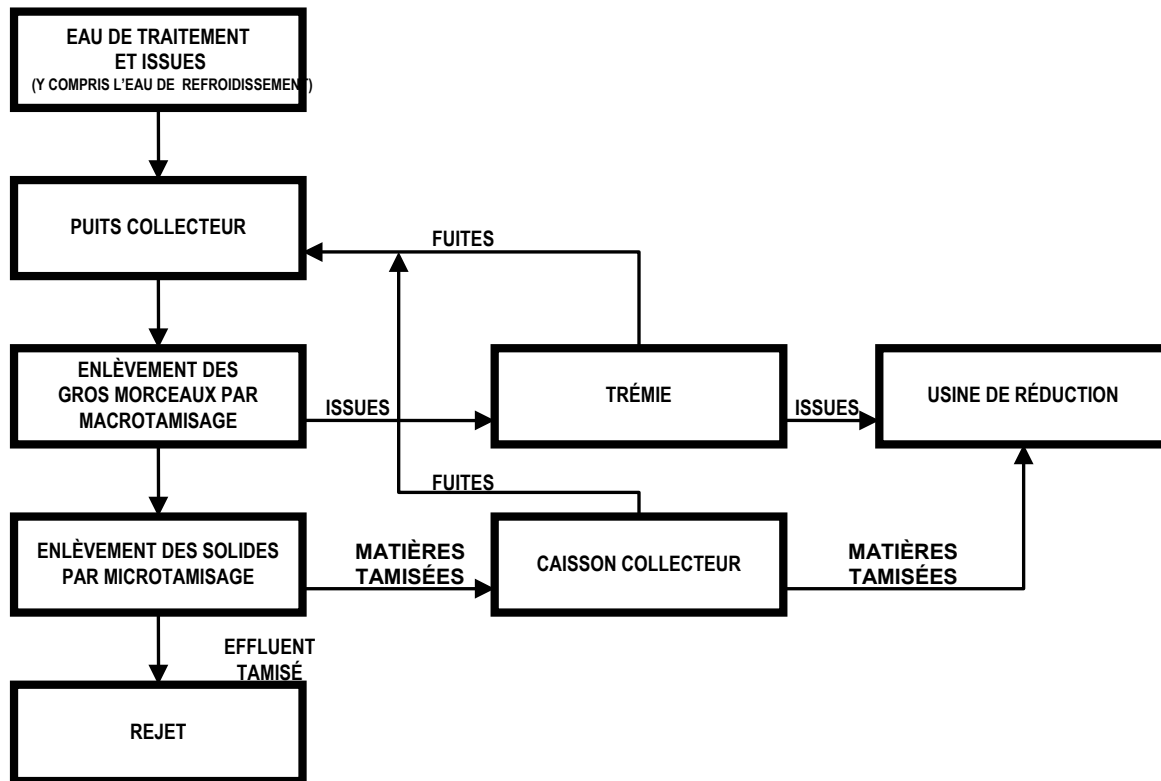 EAU DE TRAITEMENT
ET ISSUES
(Y COMPRIS L'EAU DE REFROIDISSEMENT)
PUITS COLLECTEUR
FUITES
ENLÈVEMENT DES
GROS MORCEAUX PAR
MACROTAMISAGE
ISSUES
TRÉMIE
ISSUES
USINE DE RÉDUCTION
FUITES
ENLÈVEMENT DES SOLIDES
PAR MICROTAMISAGE
MATIÈRES
TAMISÉES
CAISSON COLLECTEUR
MATIÈRES
TAMISÉES
EFFLUENT
TAMISÉ
REJET